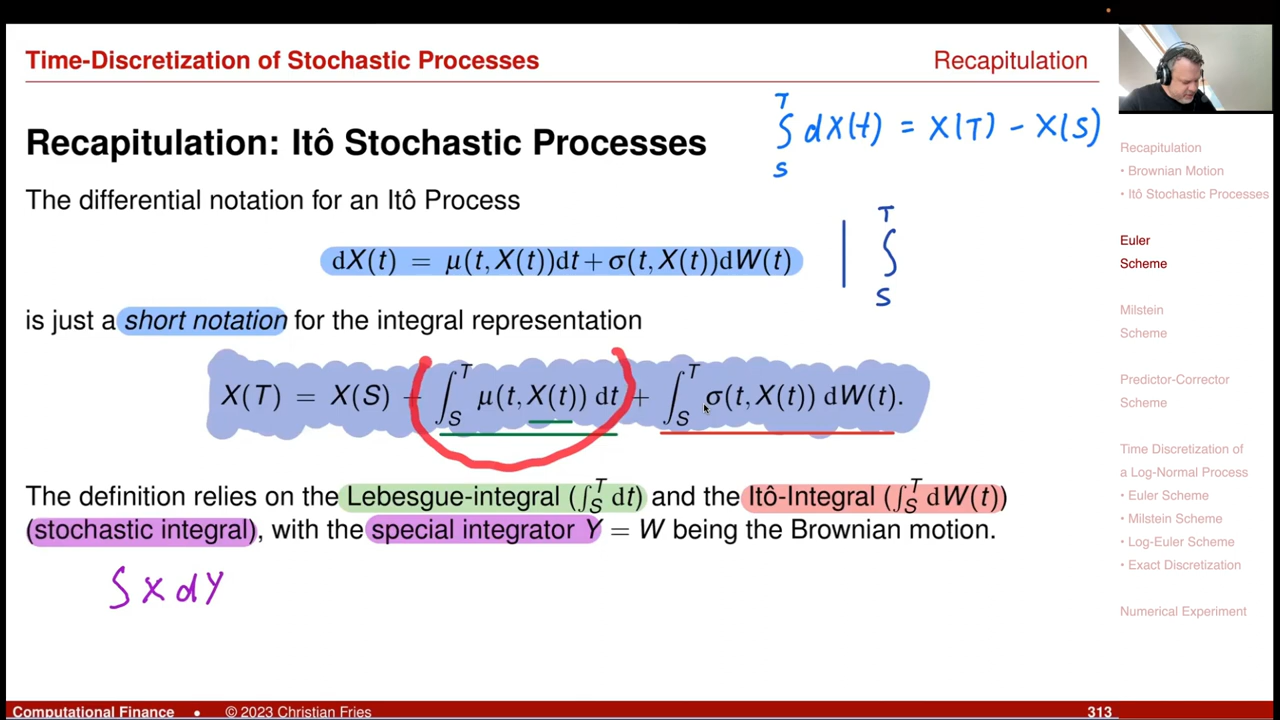 Time-Discretization of Stochastic Processes
Recapitulation
Recapitulation: Itô Stochastic Processes
∫_S^T dX(t) = X(T) - X(S)
The differential notation for an Itô Process
dX(t) = μ(t, X(t))dt + σ(t, X(t))dW(t) | ∫_S^T
is just a short notation for the integral representation
X(T) = X(S) + ∫_S^T μ(t, X(t)) dt + ∫_S^T σ(t, X(t)) dW(t).
The definition relies on the Lebesgue-integral (∫_S^T dt) and the Itô-Integral (∫_S^T dW(t))
(stochastic integral), with the special integrator Y = W being the Brownian motion.
∫ X dY
Recapitulation
• Brownian Motion
• Itô Stochastic Processes
Euler
Scheme
Milstein
Scheme
Predictor-Corrector
Scheme
Time Discretization of
a Log-Normal Process
• Euler Scheme
• Milstein Scheme
• Log-Euler Scheme
• Exact Discretization
Numerical Experiment
Computational Finance • © 2023 Christian Fries
313